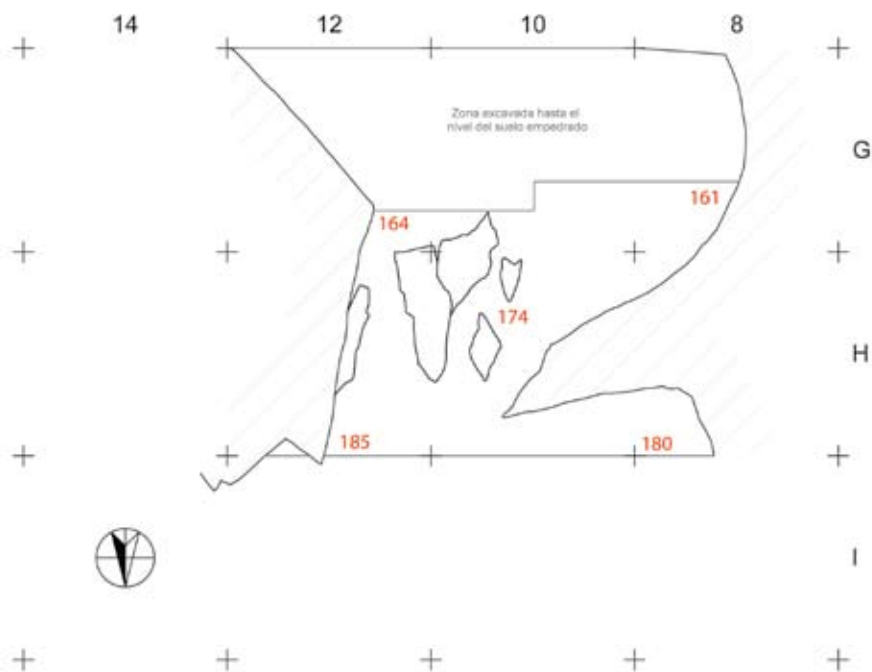 14 12 10 8
Zona excavada hasta el
nivel del suelo empedrado
G
161
164
174
H
185 180
I